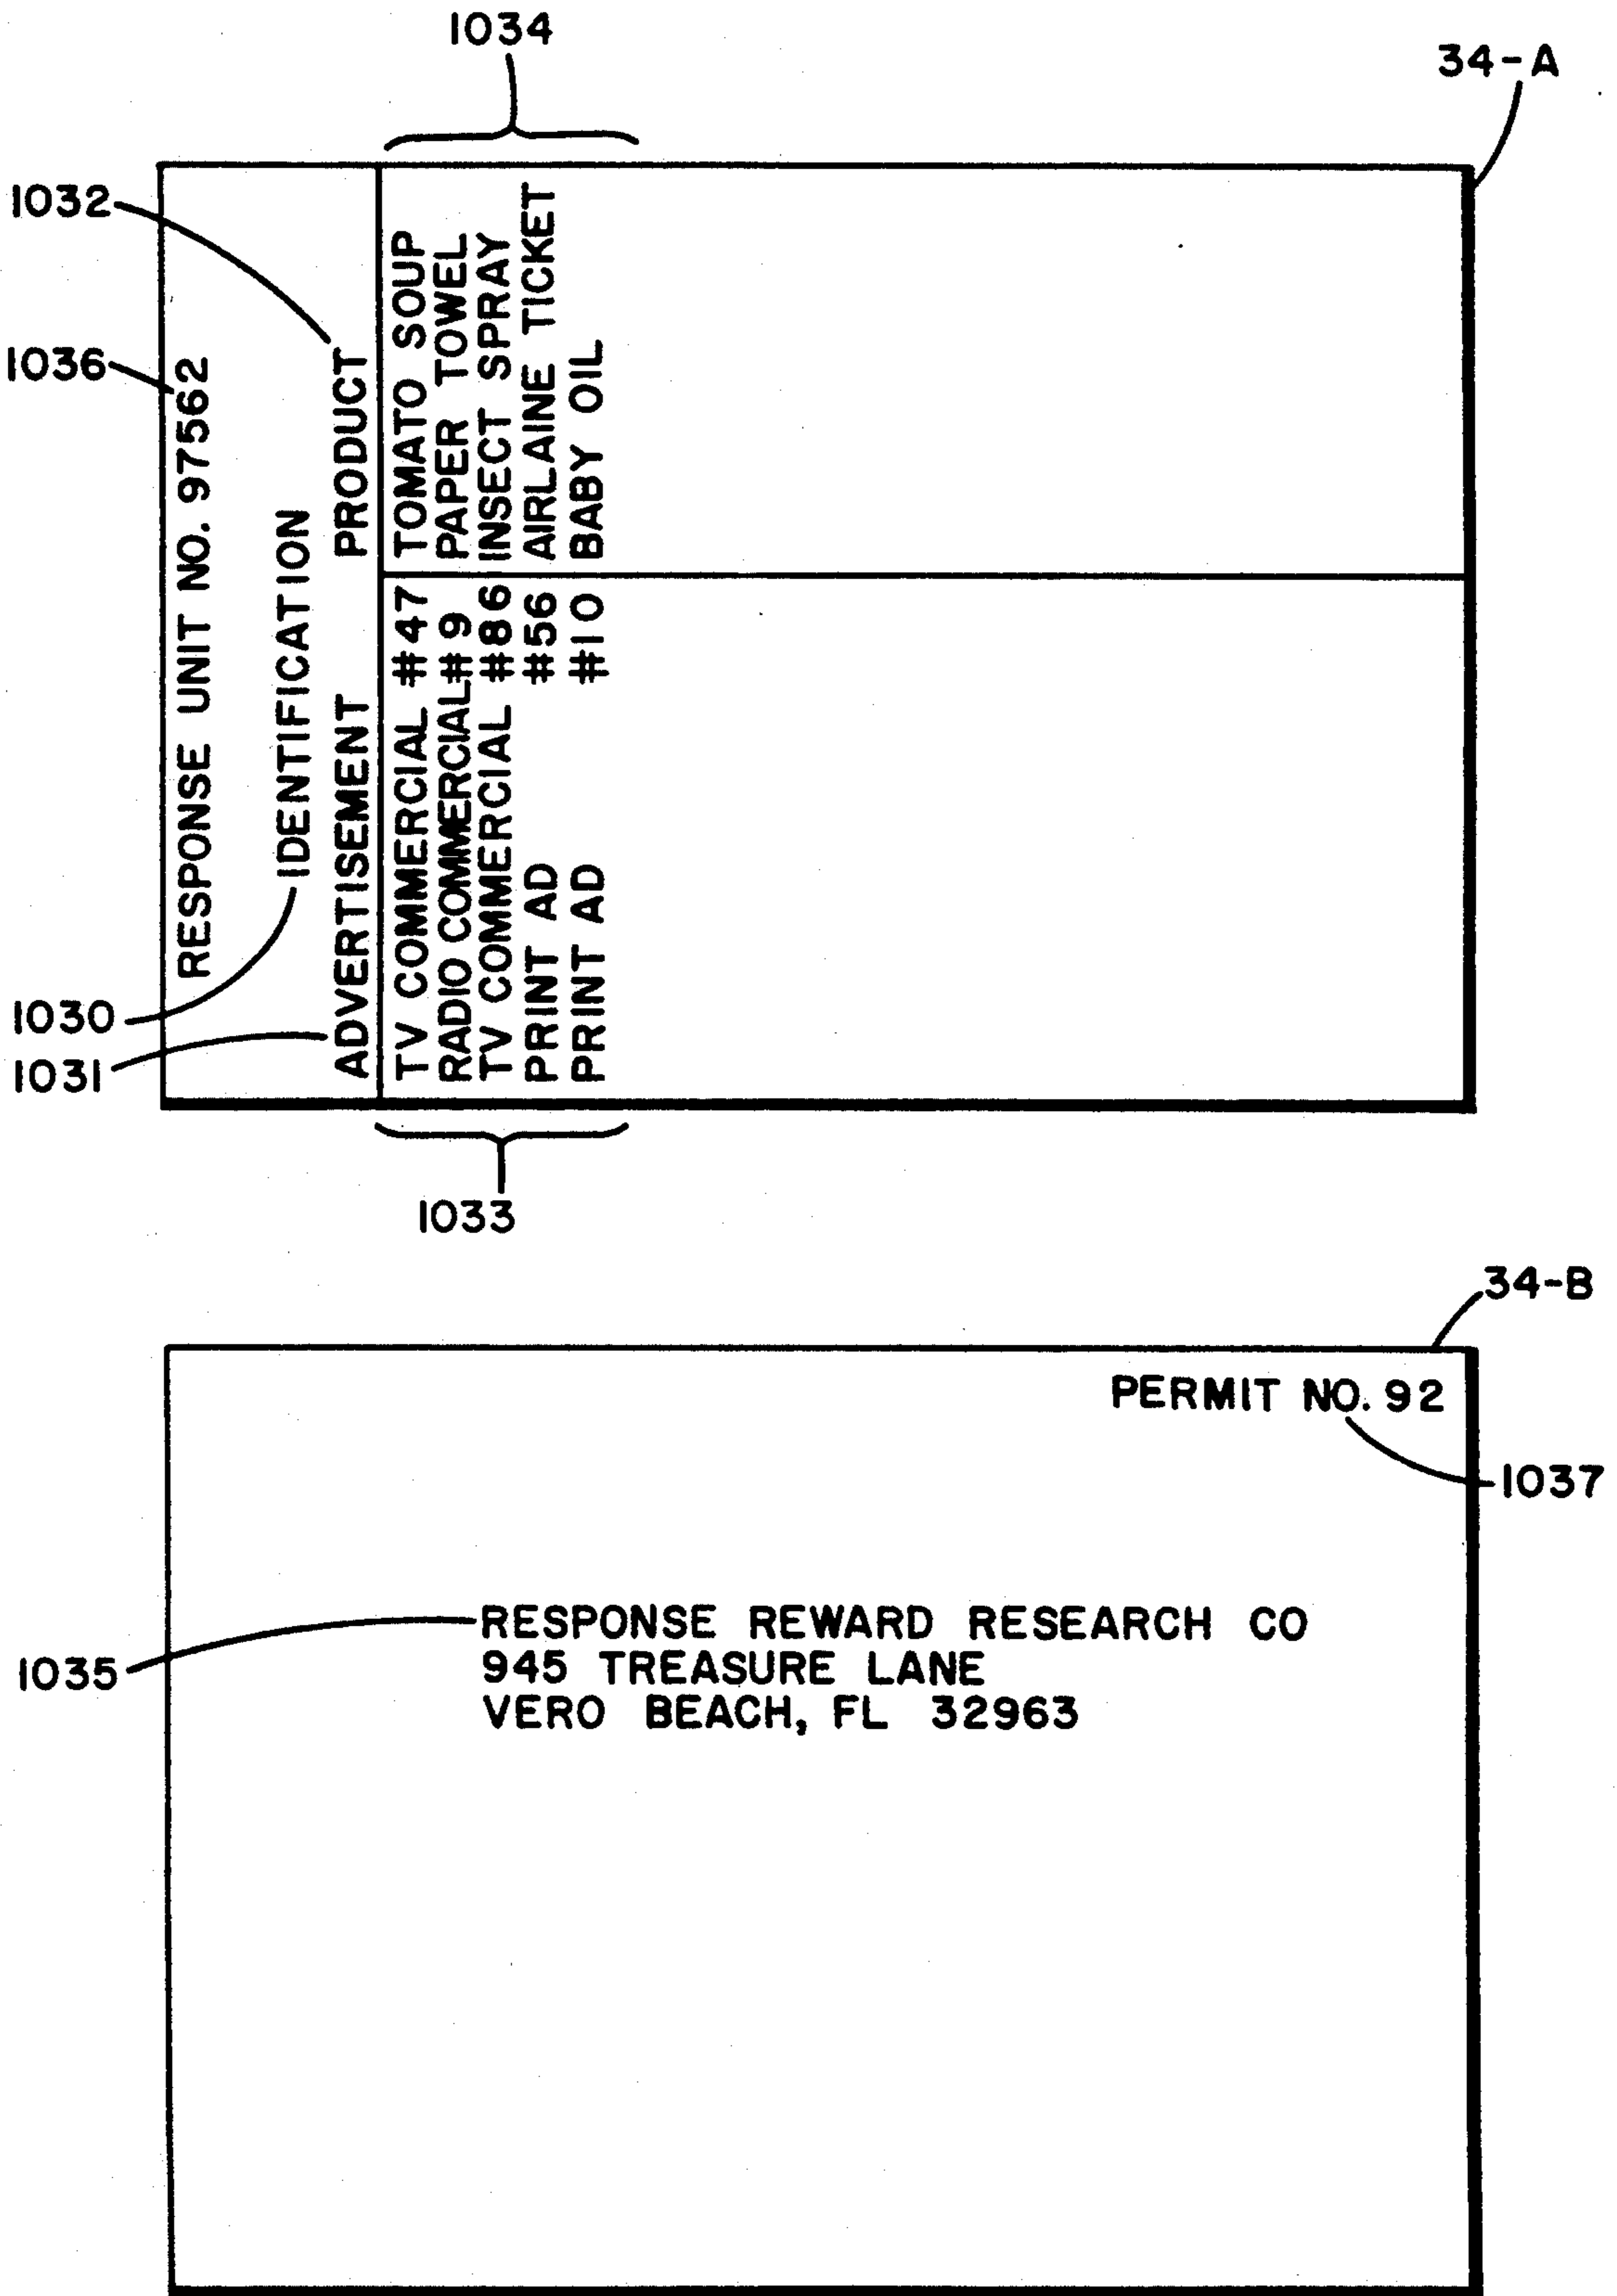 1034
34-A
1032
1036
1030
1031
RESPONSE UNIT NO. 97562
IDENTIFICATION
ADVERTISEMENT PRODUCT
TV COMMERCIAL #47 TOMATO SOUP
RADIO COMMERCIAL# 9 PAPER TOWEL
TV COMMERCIAL #86 INSECT SPRAY
PRINT AD #56 AIRLAINE TICKET
PRINT AD #10 BABY OIL
1033
34-B
PERMIT NO. 92
1037
1035
RESPONSE REWARD RESEARCH CO
945 TREASURE LANE
VERO BEACH, FL 32963